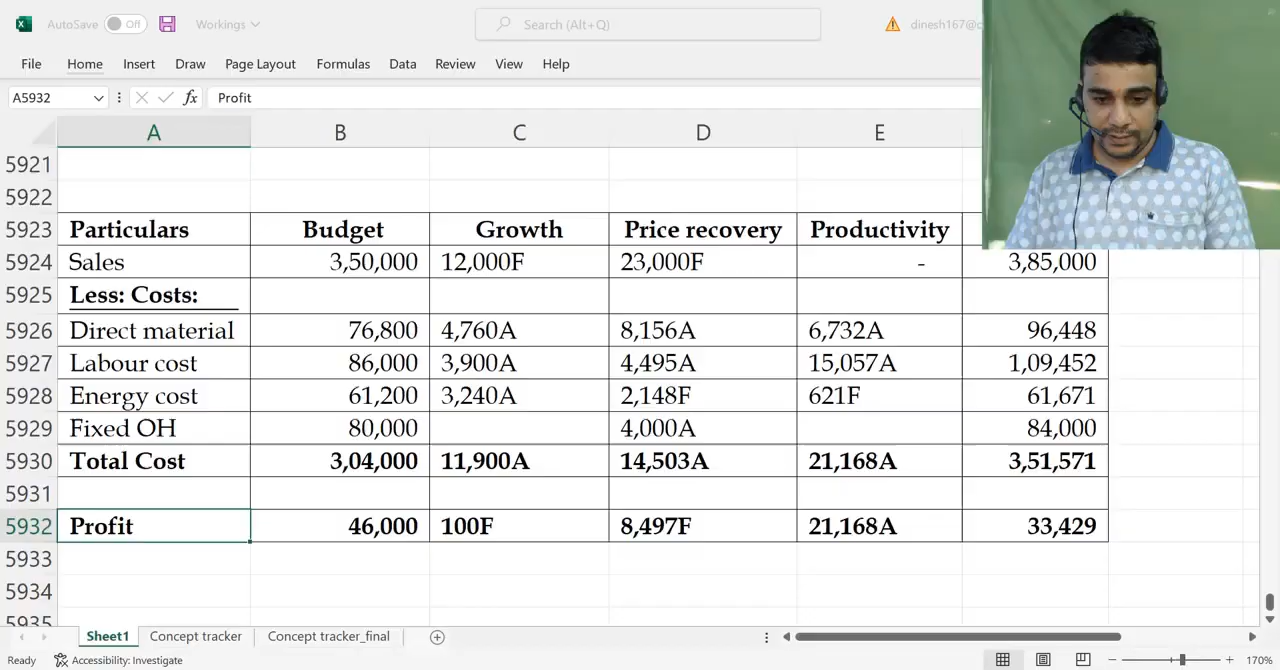 AutoSave Off Workings Search (Alt+Q) dinesh167@
File Home Insert Draw Page Layout Formulas Data Review View Help
A5932 fx Profit
A B C D E
5921
5922
5923 Particulars Budget Growth Price recovery Productivity
5924 Sales 3,50,000 12,000F 23,000F - 3,85,000
5925 Less: Costs:
5926 Direct material 76,800 4,760A 8,156A 6,732A 96,448
5927 Labour cost 86,000 3,900A 4,495A 15,057A 1,09,452
5928 Energy cost 61,200 3,240A 2,148F 621F 61,671
5929 Fixed OH 80,000 4,000A 84,000
5930 Total Cost 3,04,000 11,900A 14,503A 21,168A 3,51,571
5931
5932 Profit 46,000 100F 8,497F 21,168A 33,429
5933
5934
5935
Sheet1 Concept tracker Concept tracker_final
Ready Accessibility: Investigate 170%